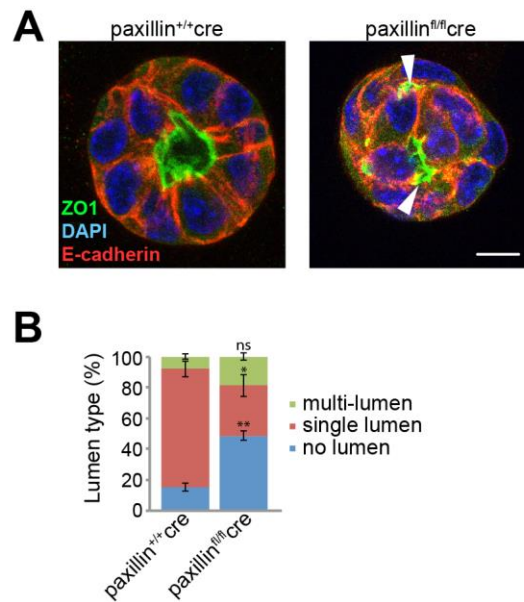 A
paxillin+/+cre
paxillinfl/flcre
ZO1
DAPI
E-cadherin
B
Lumen type (%)
100
80
60
40
20
0
ns
*
*
**
multi-lumen
single lumen
no lumen
paxillin+/+cre
paxillinfl/flcre